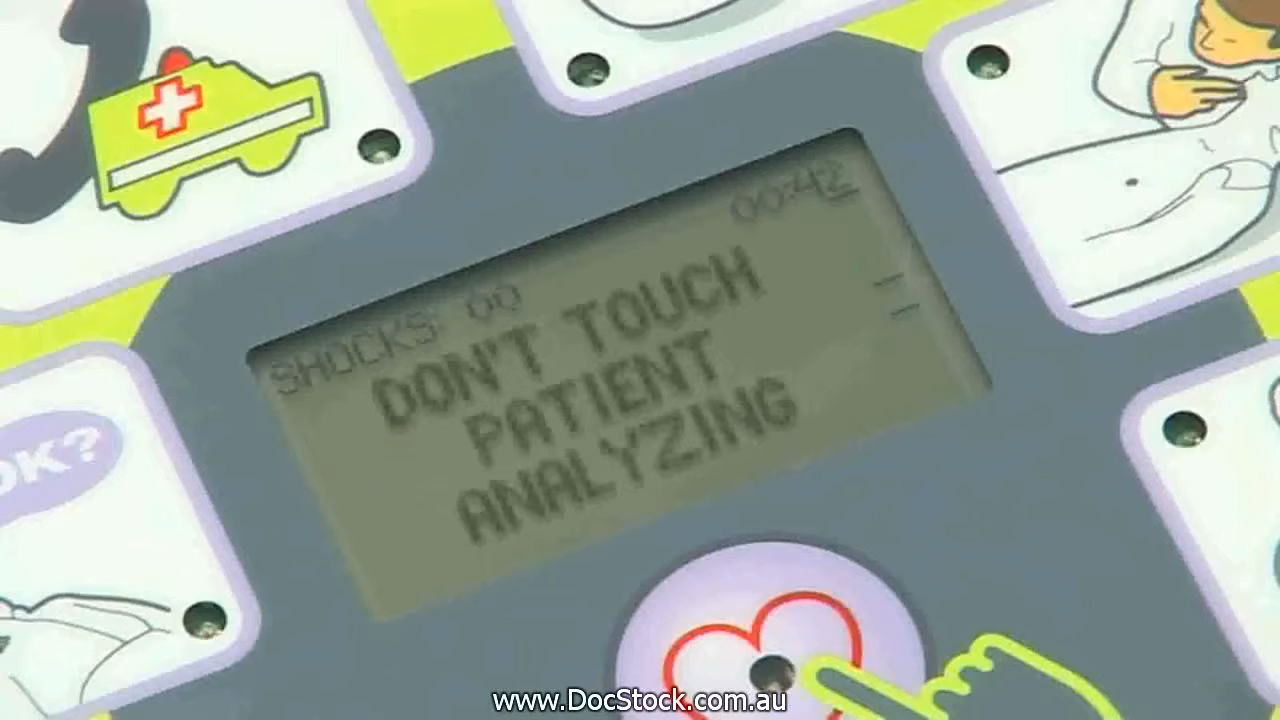 00:42
SHOCKS: 00
DON'T TOUCH
PATIENT
ANALYZING
OK?
www.DocStock.com.au